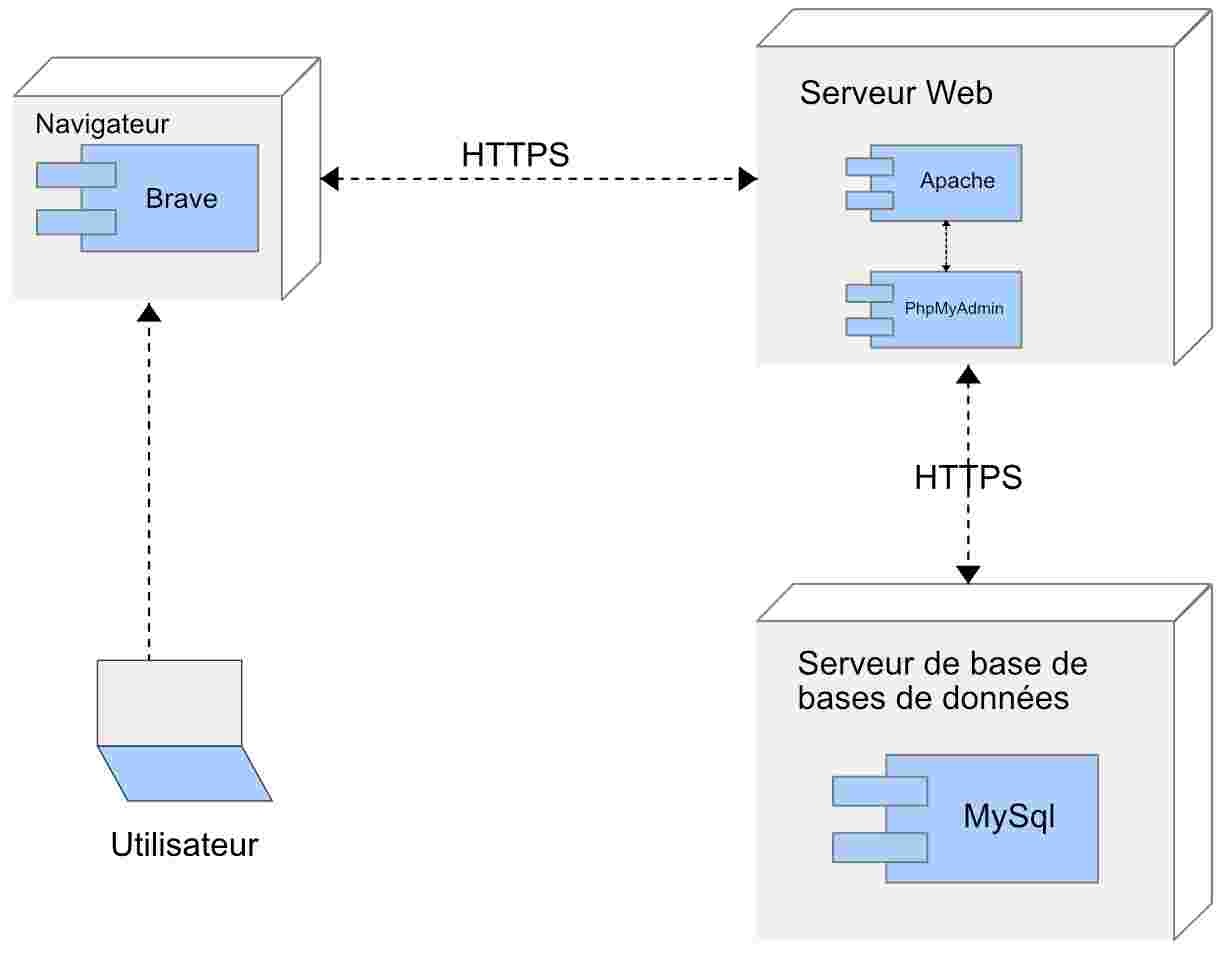 Navigateur
Brave
HTTPS
Serveur Web
Apache
PhpMyAdmin
HTTPS
Serveur de base de
bases de données
MySql
Utilisateur